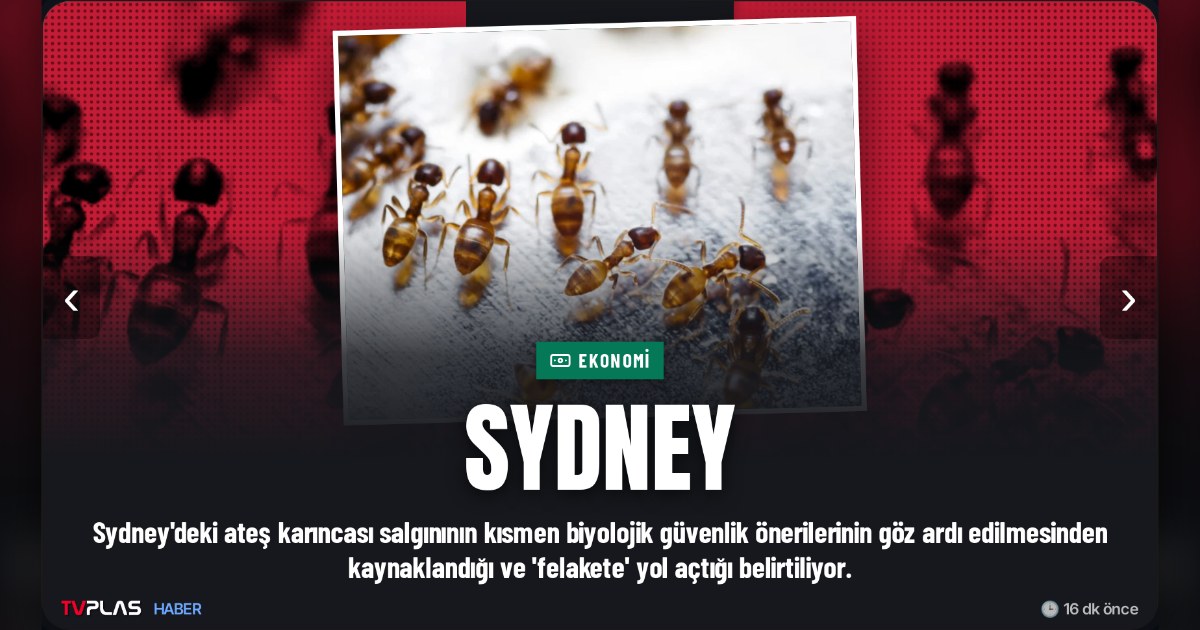 EKONOMİ
SYDNEY
Sydney'deki ateş karıncası salgınının kısmen biyolojik güvenlik önerilerinin göz ardı edilmesinden
kaynaklandığı ve 'felakete' yol açtığı belirtiliyor.
TVPLAS HABER
16 dk önce